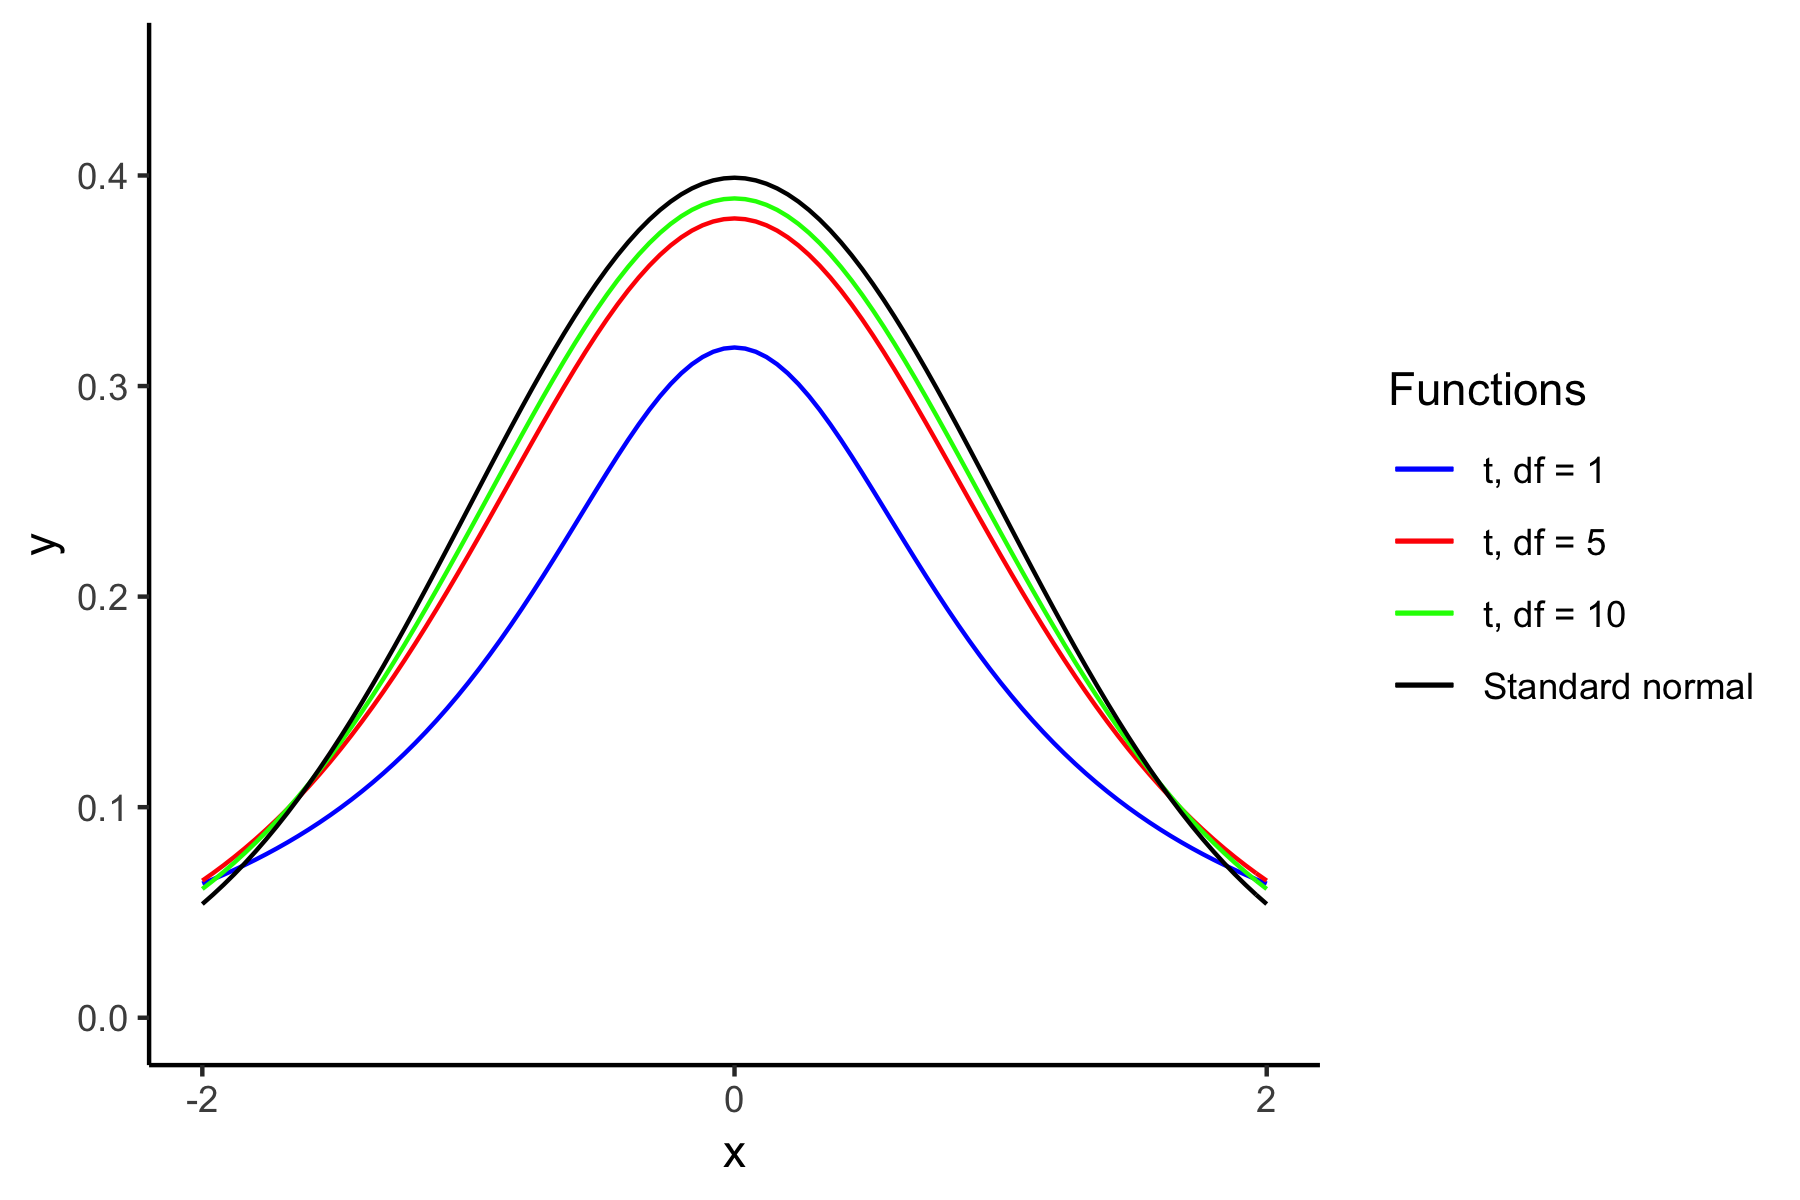 0.4
0.3
0.2
0.1
0.0
y
-2 0 2
x
Functions
t, df = 1
t, df = 5
t, df = 10
Standard normal